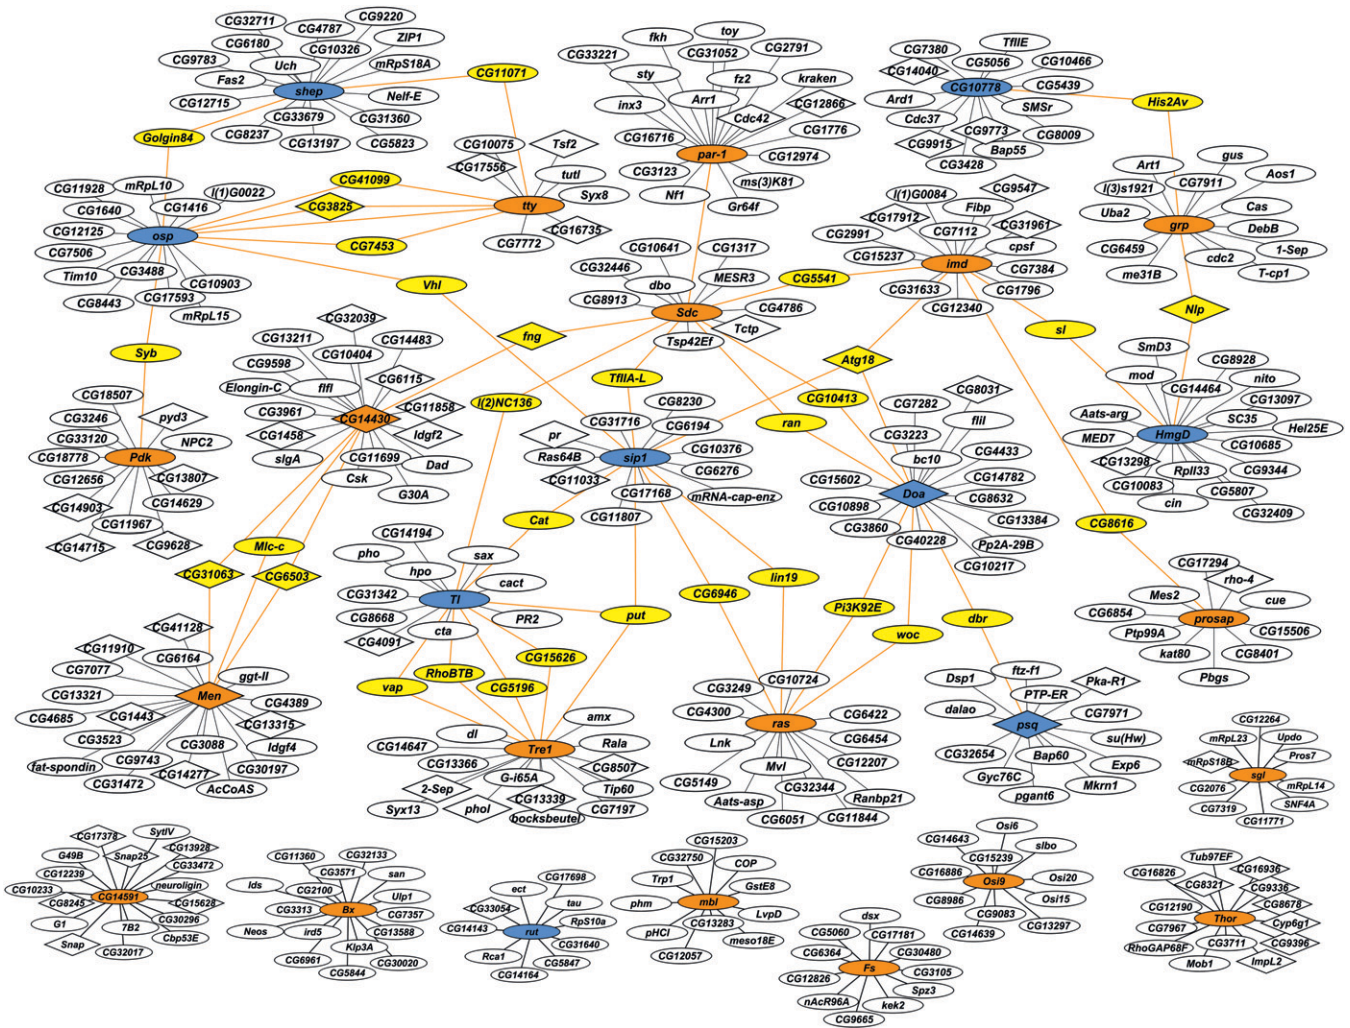 CG32711
CG9220
CG4787
CG6180
CG10326
ZIP1
CG9783
Uch
mRpS18A
Fas2
shep
CG11071
CG12715
Nelf-E
CG33679
CG31360
CG8237
CG13197
CG5823
Golgin84
toy
fkh
CG33221
CG31052
CG2791
sty
fz2
kraken
inx3
Arr1
CG12866
Cdc42
CG16716
CG1776
par-1
CG3123
CG12974
ms(3)K81
Nf1
Gr64f
TfIIE
CG7380
CG5056
CG10466
CG14040
CG10778
CG5439
Ard1
SMSr
Cdc37
CG9773
CG8009
CG9915
Bap55
CG3428
His2Av
Art1
gus
l(3)s1921
CG7911
Aos1
Uba2
Cas
grp
DebB
CG6459
1-Sep
me31B
cdc2
T-cp1
Nlp
CG10075
Tsf2
CG17556
tutl
Syx8
tty
CG16735
CG7772
CG41099
CG3825
CG7453
CG11928
mRpL10
l(1)G0022
CG1640
CG1416
CG12125
osp
CG7506
Tim10
CG3488
CG10903
CG8443
CG17593
mRpL15
Vhl
Syb
CG10641
CG1317
CG32446
MESR3
dbo
CG8913
CG4786
Sdc
Tctp
Tsp42Ef
CG5541
l(1)G0084
CG9547
CG17912
Fibp
CG31961
CG2991
CG7112
cpsf
CG15237
imd
CG7384
CG31633
CG1796
CG12340
sl
fng
Atg18
TfIIA-L
CG10413
l(2)NC136
ran
CG32039
CG13211
CG10404
CG14483
CG9598
Elongin-C
flfl
CG6115
CG3961
CG14430
CG11858
CG1458
Idgf2
slgA
CG11699
Dad
Csk
G30A
CG18507
CG3246
pyd3
CG33120
NPC2
CG18778
Pdk
CG12656
CG13807
CG14903
CG14629
CG11967
CG14715
CG9628
CG31716
CG8230
pr
CG6194
Ras64B
sip1
CG10376
CG11033
CG6276
CG17168
mRNA-cap-enz
CG11807
CG7282
CG8031
CG3223
flil
bc10
CG4433
CG15602
CG14782
Doa
CG8632
CG10898
CG13384
CG3860
CG40228
Pp2A-29B
CG10217
SmD3
CG8928
mod
CG14464
nito
CG13097
Aats-arg
SC35
HmgD
Hel25E
MED7
CG10685
CG13298
RpII33
CG9344
CG10083
CG5807
cin
CG32409
CG8616
Cat
Mlc-c
CG31063
CG6503
CG6946
lin19
Pi3K92E
woc
dbr
put
CG14194
sax
pho
hpo
cact
CG31342
Tl
CG8668
PR2
CG4091
cta
vap
RhoBTB
CG15626
CG5196
CG17294
rho-4
Mes2
cue
CG6854
prosap
CG15506
Ptp99A
CG8401
kat80
Pbgs
CG41128
CG11910
CG6164
CG7077
ggt-II
CG13321
Men
CG4389
CG4685
CG1443
CG13315
CG3523
CG3088
Idgf4
fat-spondin
CG9743
CG30197
CG31472
CG14277
AcCoAS
dl
amx
CG14647
Tre1
Rala
CG13366
CG8507
G-i65A
2-Sep
Tip60
Syx13
phol
CG13339
CG7197
bocksbeutel
CG10724
CG3249
CG4300
CG6422
ras
CG6454
Lnk
CG12207
Mvl
CG5149
CG32344
Ranbp21
Aats-asp
CG11844
CG6051
ftz-f1
Dsp1
Pka-R1
PTP-ER
dalao
CG7971
psq
su(Hw)
CG32654
Bap60
Exp6
Gyc76C
Mkrn1
pgant6
CG12264
mRpL23
Updo
Pros7
mRpS18B
sgl
CG2076
mRpL14
CG7319
SNF4A
CG11771
CG17378
SytIV
G49B
Snap25
CG13928
CG12239
CG33472
CG10233
neuroligin
CG14591
CG8245
CG15628
G1
7B2
CG30296
Snap
Cbp53E
CG32017
CG32133
CG11360
CG3571
san
Ids
CG2100
Ulp1
CG3313
Bx
CG7357
Neos
ird5
CG13588
Klp3A
CG6961
CG30020
CG5844
CG17698
ect
CG33054
tau
RpS10a
CG14143
rut
CG31640
Rca1
CG5847
CG14164
CG15203
CG32750
COP
Trp1
GstE8
phm
mbl
LvpD
pHCl
CG13283
meso18E
CG12057
dsx
CG5060
CG17181
CG6364
CG30480
Fs
CG12826
CG3105
Spz3
nAcR96A
kek2
CG9665
Osi6
CG14643
slbo
CG15239
CG16886
Osi20
Osi9
CG8986
Osi15
CG9083
CG13297
CG14639
Tub97EF
CG16826
CG16936
CG8321
CG9336
CG12190
CG8678
Thor
Cyp6g1
CG7967
RhoGAP68F
CG3711
CG9396
Mob1
ImpL2